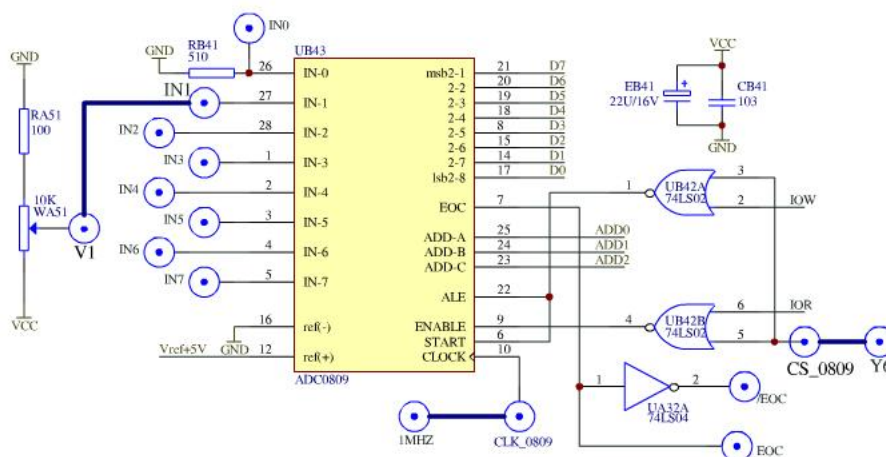 IN0
GND
RB41
510
UB43
26
IN-0
msb2-1
21
D7
2-2
20
D6
2-3
19
D5
2-4
18
D4
2-5
8
D3
2-6
15
D2
2-7
14
D1
lsb2-8
17
D0
GND
RA51
100
10K
WA51
V1
VCC
IN1
27
IN-1
IN2
28
IN-2
IN3
1
IN-3
IN4
2
IN-4
IN5
3
IN-5
IN6
4
IN-6
IN7
5
IN-7
16
ref(-)
GND
Vref+5V
12
ref(+)
ADC0809
EOC
7
ADD-A
25
ADD0
ADD-B
24
ADD1
ADD-C
23
ADD2
ALE
22
ENABLE
9
START
6
CLOCK
10
1MHZ
CLK_0809
VCC
EB41
22U/16V
+
CB41
103
GND
1
UB42A
74LS02
3
2
IOW
4
UB42B
74LS02
6
IOR
5
CS_0809
1
2
UA32A
74LS04
/EOC
EOC